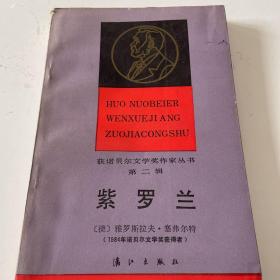 HUO NUOBEIER
WENXUEJIANG
ZUOJIACONGSHU
获诺贝尔文学奖作家丛书
第二辑
紫罗兰
〔捷〕雅罗斯拉夫·塞弗尔特
(1984年诺贝尔文学奖获得者)
漓江出版社